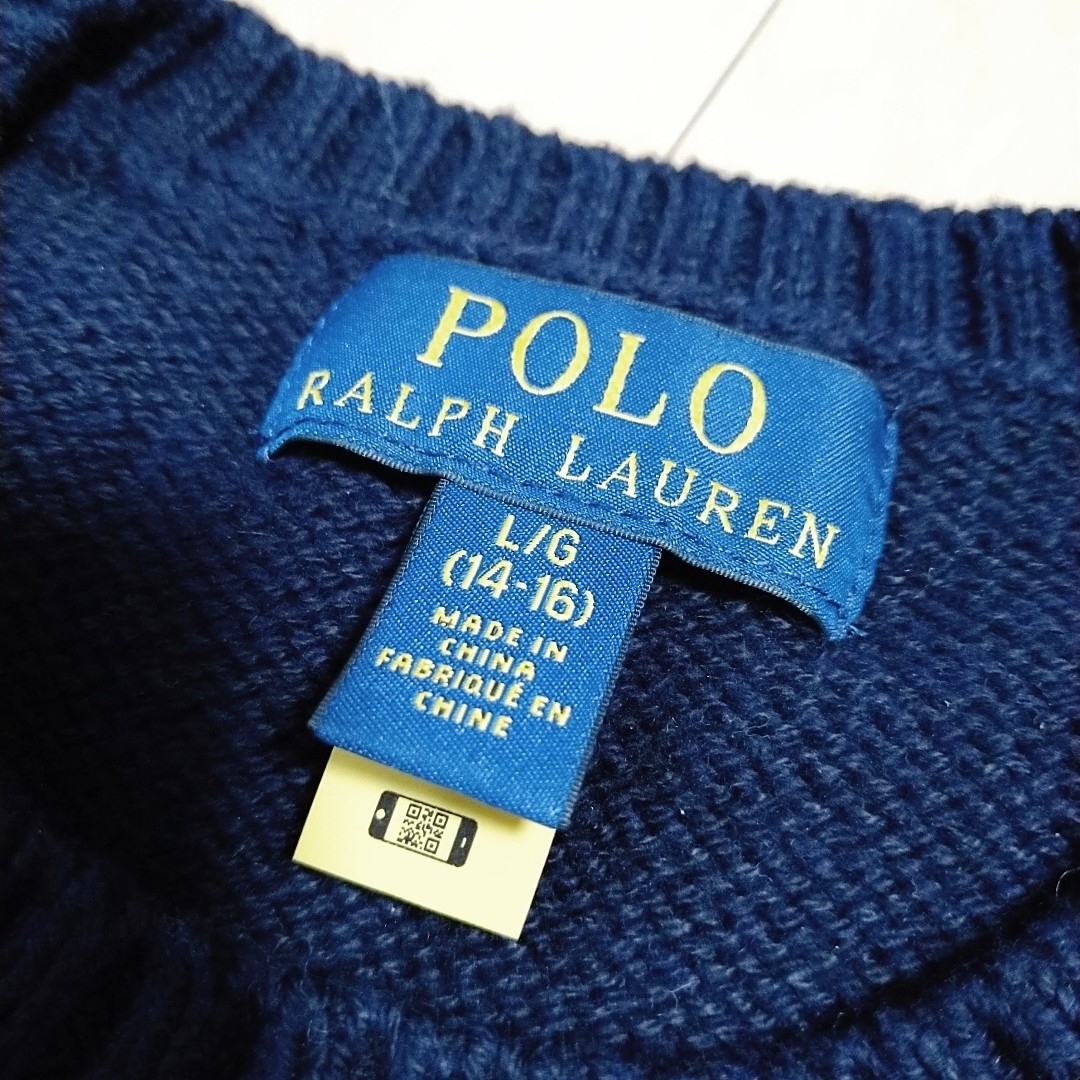 POLO
RALPH LAUREN
L/G
(14-16)
MADE IN
CHINA
FABRIQUÉ EN
CHINE